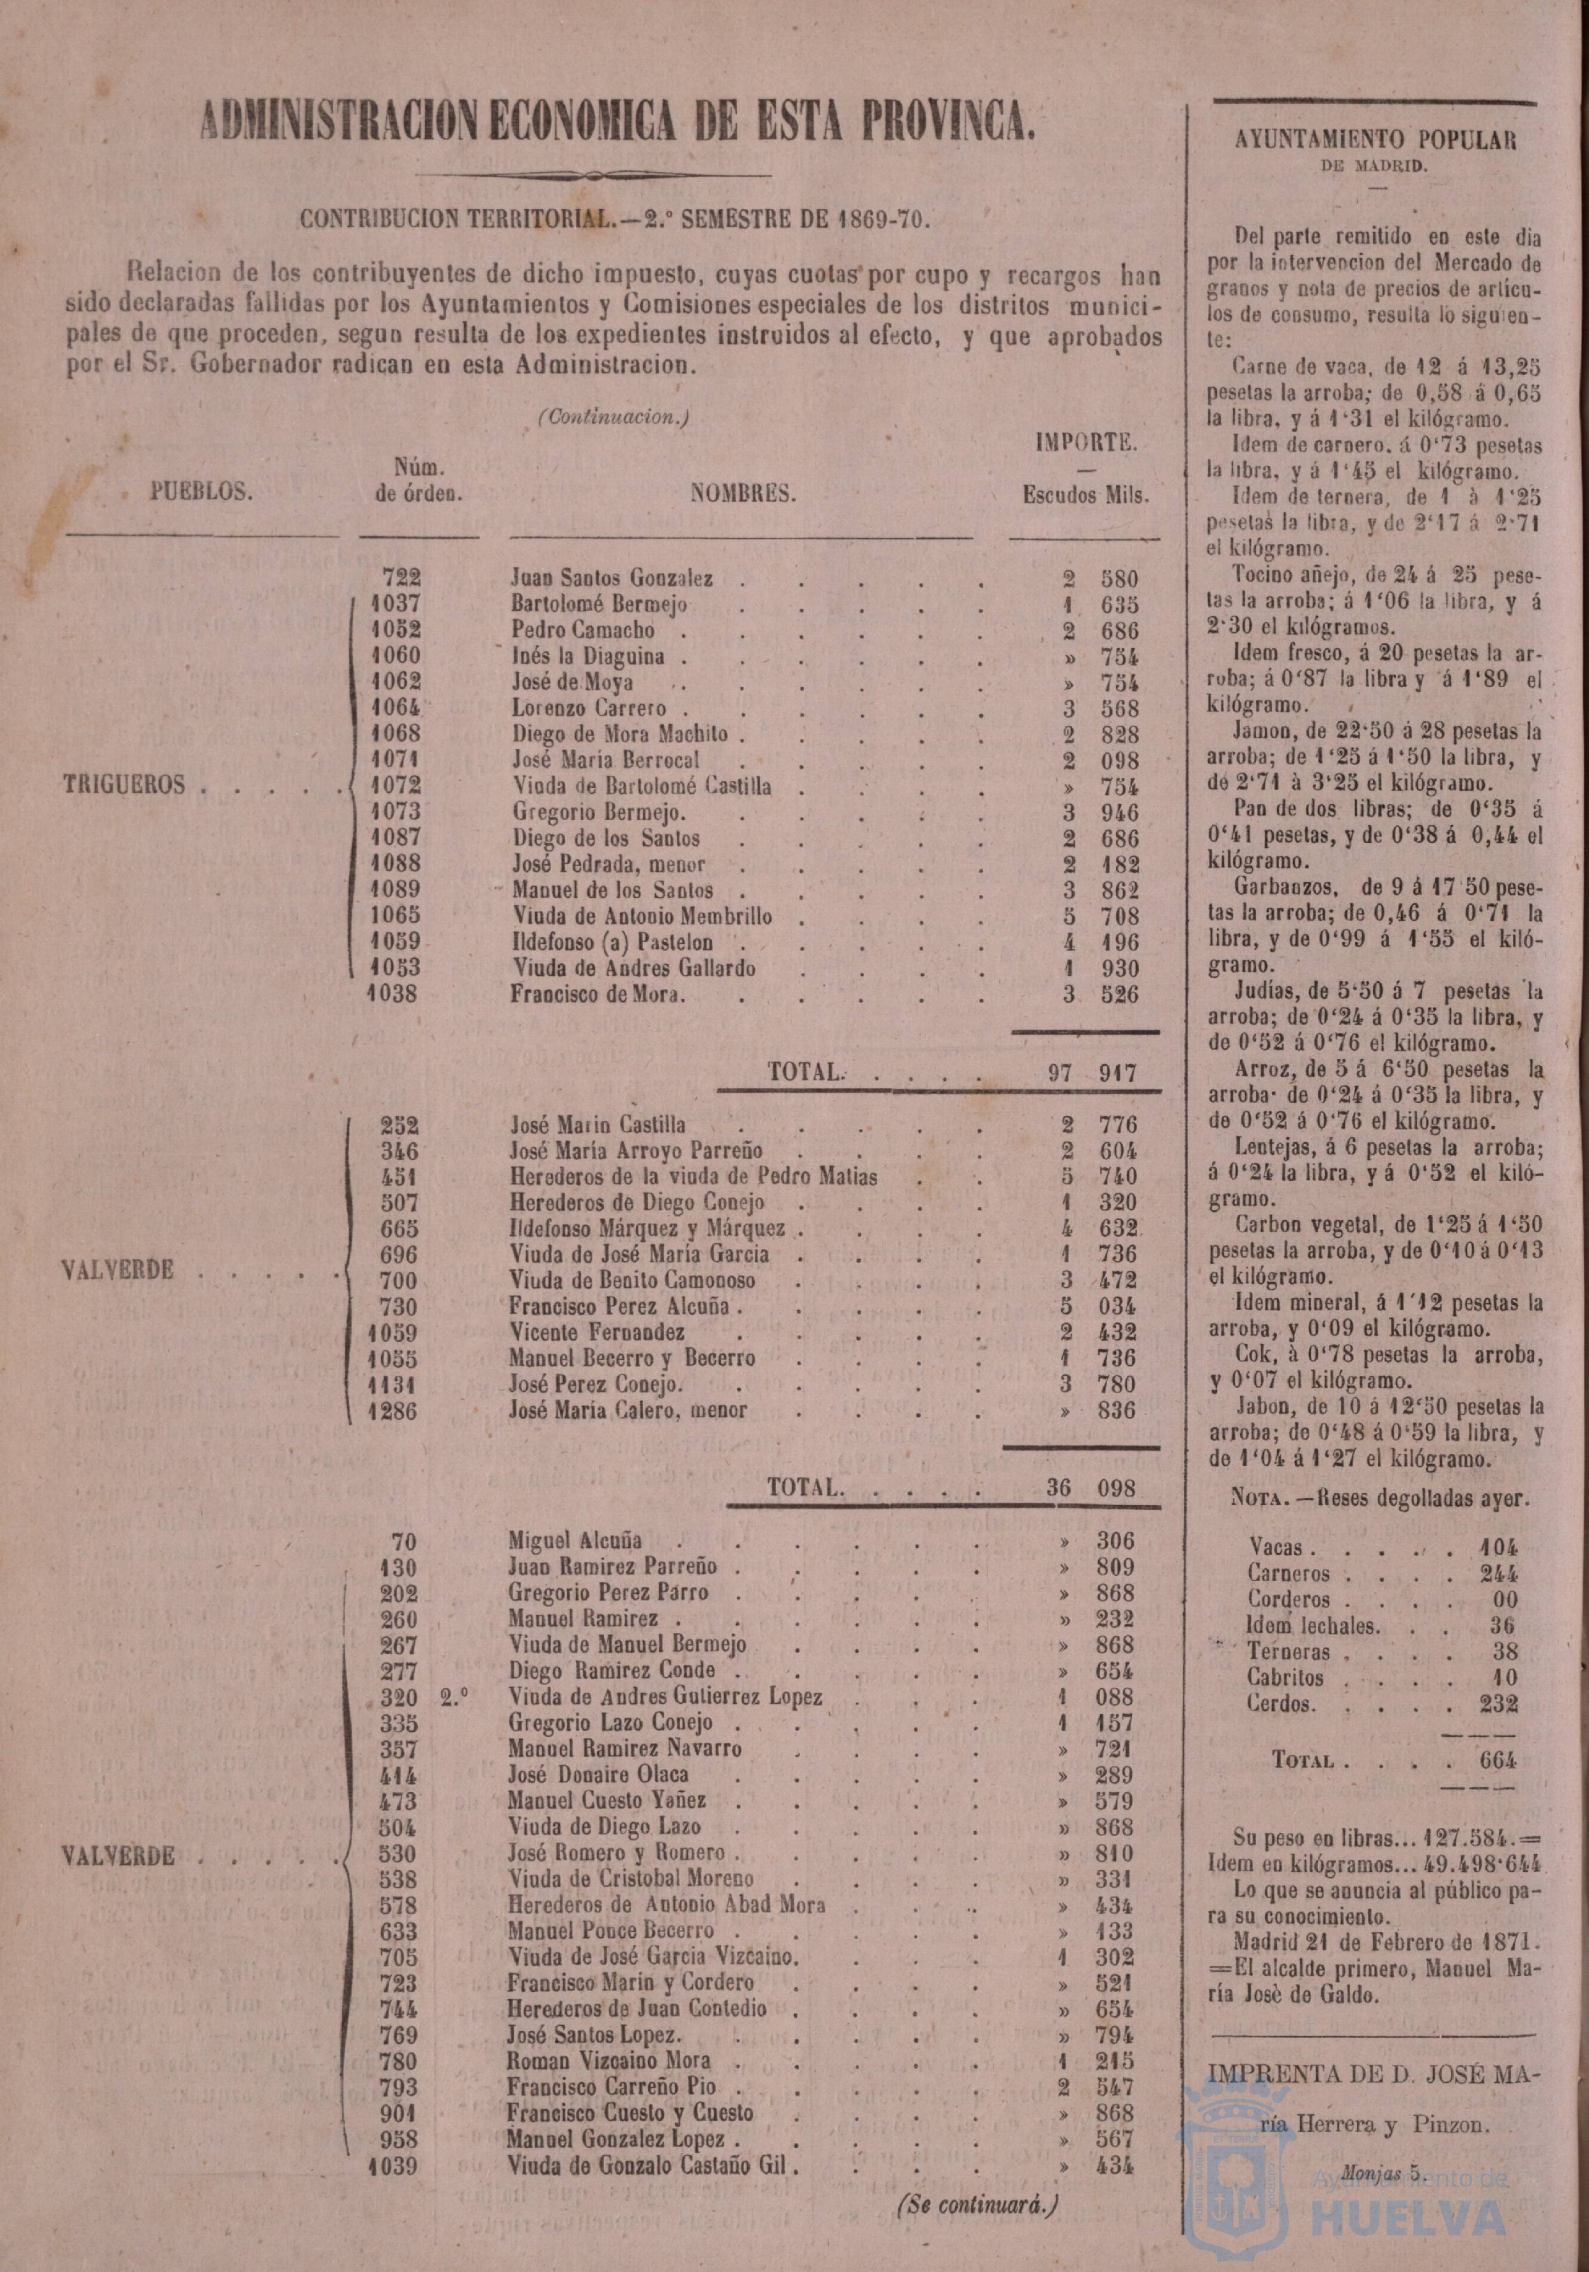 ADMINISTRACION ECONOMICA DE ESTA PROVINCA.
CONTRIBUCION TERRITORIAL.—2.º SEMESTRE DE 1869-70.
Relacion de los contribuyentes de dicho impuesto, cuyas cuotas por cupo y recargos han
sido declaradas fallidas por los Ayuntamientos y Comisiones especiales de los distritos munici-
pales de que proceden, segun resulta de los expedientes instruidos al efecto, y que aprobados
por el Sr. Gobernador radican en esta Administracion.
(Continuacion.)
PUEBLOS. Núm. de órden. NOMBRES. IMPORTE. — Escudos Mils.
722 Juan Santos Gonzalez . . . . . 2 580
1037 Bartolomé Bermejo . . . . . 1 635
1052 Pedro Camacho . . . . . . 2 686
1060 Inés la Diaguina . . . . . . » 754
1062 José de Moya . . . . . . » 754
1064 Lorenzo Carrero . . . . . . 3 568
1068 Diego de Mora Machito . . . . . 2 828
1071 José María Berrocal . . . . . 2 098
TRIGUEROS . . . . . 1072 Viuda de Bartolomé Castilla . . . . » 754
1073 Gregorio Bermejo. . . . . . 3 946
1087 Diego de los Santos . . . . . 2 686
1088 José Pedrada, menor . . . . . 2 182
1089 Manuel de los Santos . . . . . 3 862
1065 Viuda de Antonio Membrillo . . . . 5 708
1059 Ildefonso (a) Pastelon . . . . . 4 196
1053 Viuda de Andres Gallardo . . . . 1 930
1038 Francisco de Mora. . . . . . 3 526
TOTAL. . . . . 97 917
252 José Marin Castilla . . . . . 2 776
346 José María Arroyo Parreño . . . . 2 604
451 Herederos de la viuda de Pedro Matias . . 5 740
507 Herederos de Diego Conejo . . . . 1 320
665 Ildefonso Márquez y Márquez . . . . 4 632
696 Viuda de José María Garcia . . . . 1 736
VALVERDE . . . . . 700 Viuda de Benito Camonoso . . . . 3 472
730 Francisco Perez Alcuña . . . . . 5 034
1059 Vicente Fernandez . . . . . 2 432
1055 Manuel Becerro y Becerro . . . . 1 736
1131 José Perez Conejo. . . . . . 3 780
1286 José María Calero, menor . . . . » 836
TOTAL. . . . . 36 098
70 Miguel Alcuña . . . . . . » 306
130 Juan Ramirez Parreño . . . . . » 809
202 Gregorio Perez Parro . . . . . » 868
260 Manuel Ramirez . . . . . . » 232
267 Viuda de Manuel Bermejo . . . . » 868
277 Diego Ramirez Conde . . . . . » 654
320 2.º Viuda de Andres Gutierrez Lopez . . . 1 088
335 Gregorio Lazo Conejo . . . . . 1 157
357 Manuel Ramirez Navarro . . . . » 721
414 José Donaire Olaca . . . . . » 289
473 Manuel Cuesto Yañez . . . . . » 579
504 Viuda de Diego Lazo . . . . . » 868
VALVERDE . . . . . 530 José Romero y Romero . . . . . » 810
538 Viuda de Cristobal Moreno . . . . » 331
578 Herederos de Antonio Abad Mora . . . » 434
633 Manuel Ponce Becerro . . . . . » 133
705 Viuda de José Garcia Vizcaino. . . . 1 302
723 Francisco Marin y Cordero . . . . » 521
744 Herederos de Juan Contedio . . . . » 654
769 José Santos Lopez. . . . . . » 794
780 Roman Vizcaino Mora . . . . . 1 215
793 Francisco Carreño Pio . . . . . 2 547
901 Francisco Cuesto y Cuesto . . . . » 868
958 Manuel Gonzalez Lopez . . . . . » 567
1039 Viuda de Gonzalo Castaño Gil . . . . » 434
(Se continuará.)
AYUNTAMIENTO POPULAR
DE MADRID.
Del parte remitido en este dia
por la intervencion del Mercado de
granos y nota de precios de articu-
los de consumo, resulta lo siguien-
te:
Carne de vaca, de 12 á 13,25
pesetas la arroba; de 0,58 á 0,65
la libra, y á 1‘31 el kilógramo.
Idem de carnero. á 0‘73 pesetas
la libra, y á 1‘45 el kilógramo.
Idem de ternera, de 1 à 1‘25
pesetas la libra, y de 2‘17 á 2·71
el kilógramo.
Tocino añejo, de 24 á 25 pese-
tas la arroba; á 1‘06 la libra, y á
2·30 el kilógramos.
Idem fresco, á 20 pesetas la ar-
roba; á 0‘87 la libra y á 1‘89 el
kilógramo.
Jamon, de 22·50 á 28 pesetas la
arroba; de 1‘25 á 1‘50 la libra, y
de 2‘71 à 3‘25 el kilógramo.
Pan de dos libras; de 0‘35 á
0‘41 pesetas, y de 0‘38 á 0,44 el
kilógramo.
Garbanzos, de 9 á 17 50 pese-
tas la arroba; de 0,46 á 0‘71 la
libra, y de 0‘99 á 1‘55 el kiló-
gramo.
Judías, de 5·50 á 7 pesetas la
arroba; de 0‘24 á 0‘35 la libra, y
de 0‘52 á 0‘76 el kilógramo.
Arroz, de 5 á 6‘50 pesetas la
arroba· de 0‘24 á 0‘35 la libra, y
de 0‘52 á 0‘76 el kilógramo.
Lentejas, á 6 pesetas la arroba;
á 0‘24 la libra, y á 0‘52 el kiló-
gramo.
Carbon vegetal, de 1‘25 á 1‘50
pesetas la arroba, y de 0‘10 á 0‘13
el kilógramo.
Idem mineral, á 1‘12 pesetas la
arroba, y 0‘09 el kilógramo.
Cok, à 0‘78 pesetas la arroba,
y 0‘07 el kilógramo.
Jabon, de 10 á 12‘50 pesetas la
arroba; de 0‘48 á 0‘59 la libra, y
de 1‘04 á 1‘27 el kilógramo.
NOTA. —Reses degolladas ayer.
Vacas . . . . . 104
Carneros . . . . 244
Corderos . . . . 00
Idem lechales. . . 36
Terneras . . . . 38
Cabritos . . . . 10
Cerdos. . . . . 232
TOTAL . . . . 664
Su peso en libras... 127.584.=
Idem en kilógramos... 49.498·644
Lo que se anuncia al público pa-
ra su conocimiento.
Madrid 21 de Febrero de 1871.
=El alcalde primero, Manuel Ma-
ría Josè de Galdo.
IMPRENTA DE D. JOSÉ MA-
ría Herrera y Pinzon.
Monjas 5.
Ayuntamiento de
HUELVA